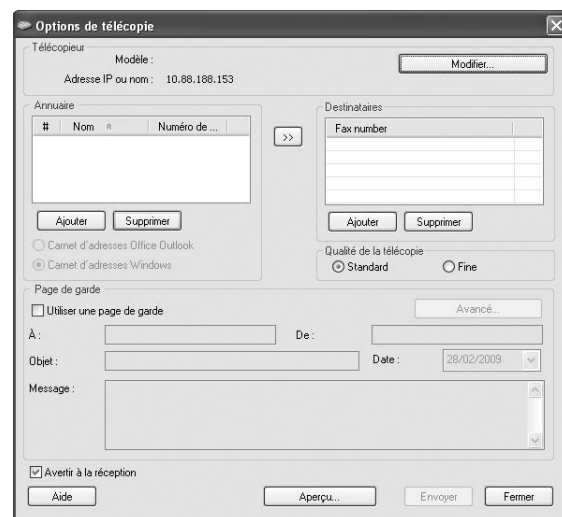 Options de télécopie
Télécopieur
Modèle :
Modifier...
Adresse IP ou nom : 10.88.188.153
Annuaire
# Nom Numéro de ...
>>
Destinataires
Fax number
Ajouter Supprimer
Ajouter Supprimer
Carnet d'adresses Office Outlook
Carnet d'adresses Windows
Qualité de la télécopie
Standard Fine
Page de garde
Utiliser une page de garde
Avancé...
À : De :
Objet : Date : 28/02/2009
Message :
Avertir à la réception
Aide Aperçu... Envoyer Fermer